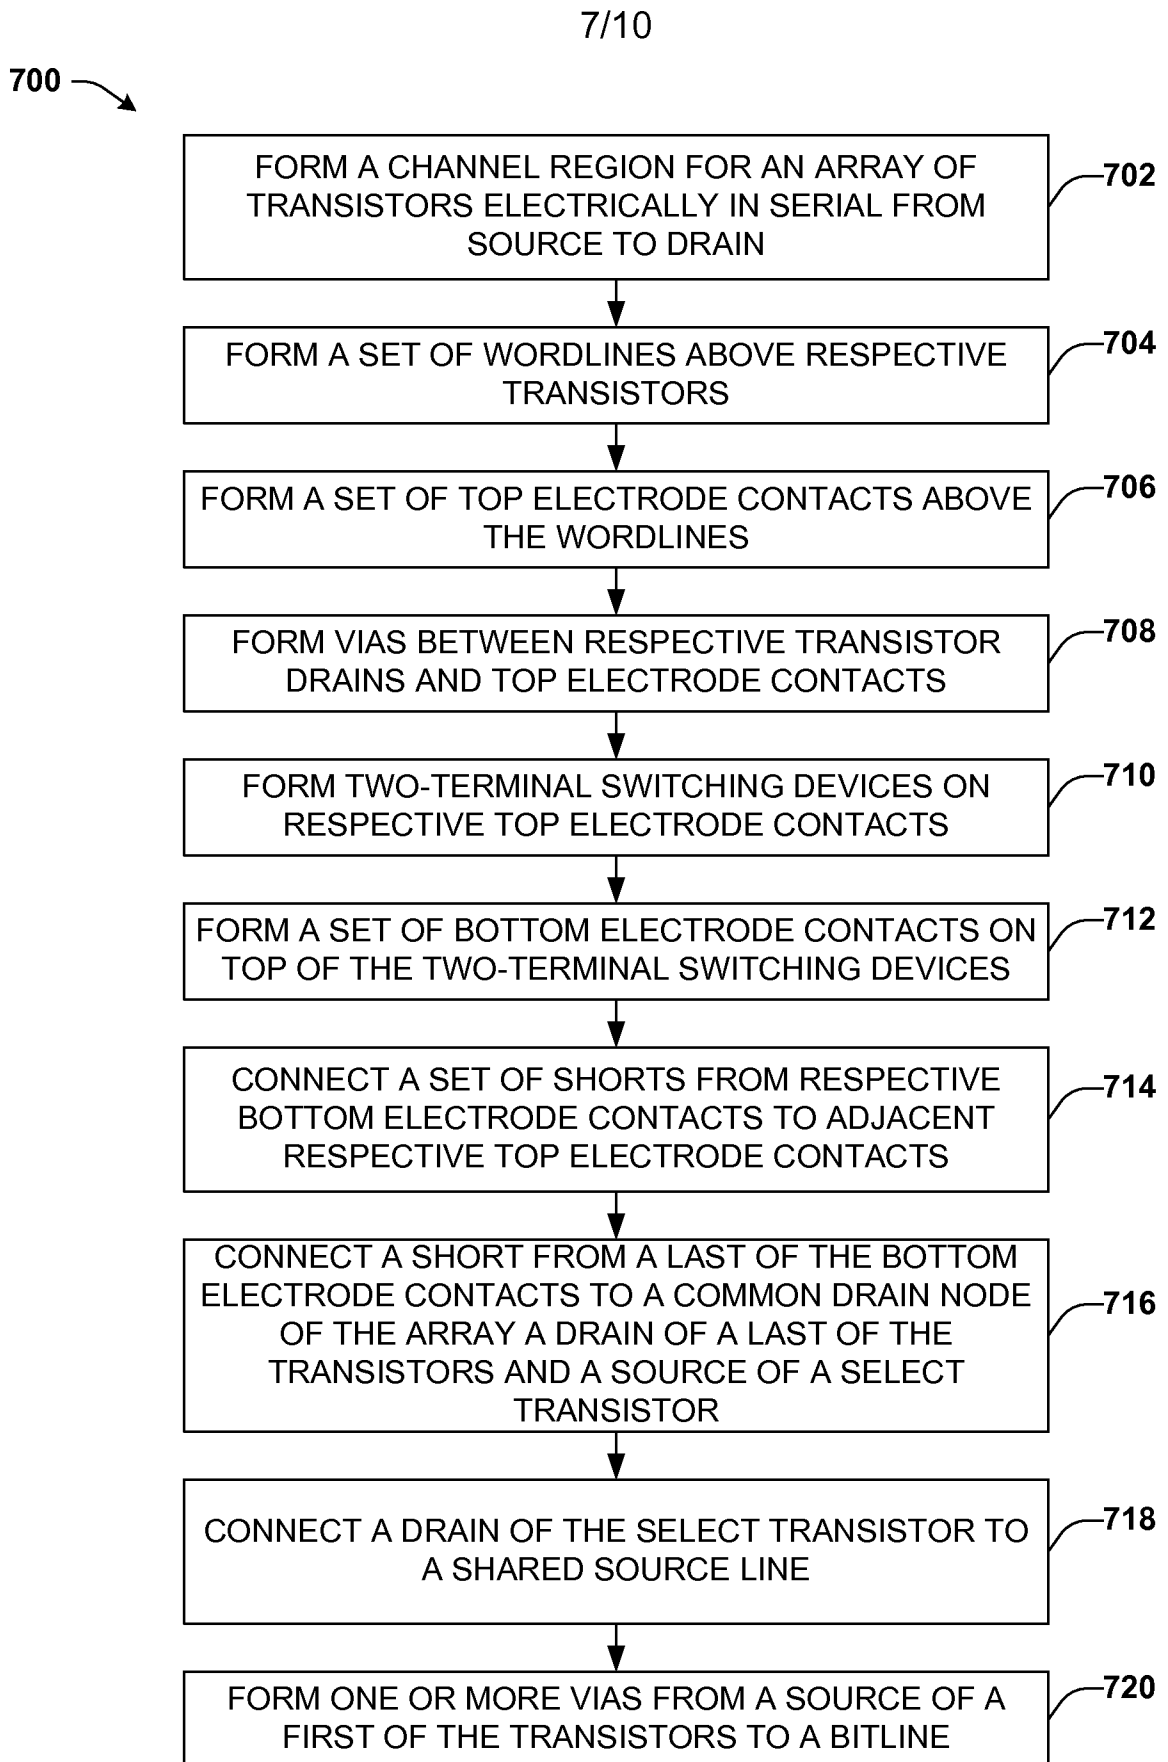 7/10
700
FORM A CHANNEL REGION FOR AN ARRAY OF
TRANSISTORS ELECTRICALLY IN SERIAL FROM
SOURCE TO DRAIN
702
FORM A SET OF WORDLINES ABOVE RESPECTIVE
TRANSISTORS
704
FORM A SET OF TOP ELECTRODE CONTACTS ABOVE
THE WORDLINES
706
FORM VIAS BETWEEN RESPECTIVE TRANSISTOR
DRAINS AND TOP ELECTRODE CONTACTS
708
FORM TWO-TERMINAL SWITCHING DEVICES ON
RESPECTIVE TOP ELECTRODE CONTACTS
710
FORM A SET OF BOTTOM ELECTRODE CONTACTS ON
TOP OF THE TWO-TERMINAL SWITCHING DEVICES
712
CONNECT A SET OF SHORTS FROM RESPECTIVE
BOTTOM ELECTRODE CONTACTS TO ADJACENT
RESPECTIVE TOP ELECTRODE CONTACTS
714
CONNECT A SHORT FROM A LAST OF THE BOTTOM
ELECTRODE CONTACTS TO A COMMON DRAIN NODE
OF THE ARRAY A DRAIN OF A LAST OF THE
TRANSISTORS AND A SOURCE OF A SELECT
TRANSISTOR
716
CONNECT A DRAIN OF THE SELECT TRANSISTOR TO
A SHARED SOURCE LINE
718
FORM ONE OR MORE VIAS FROM A SOURCE OF A
FIRST OF THE TRANSISTORS TO A BITLINE
720